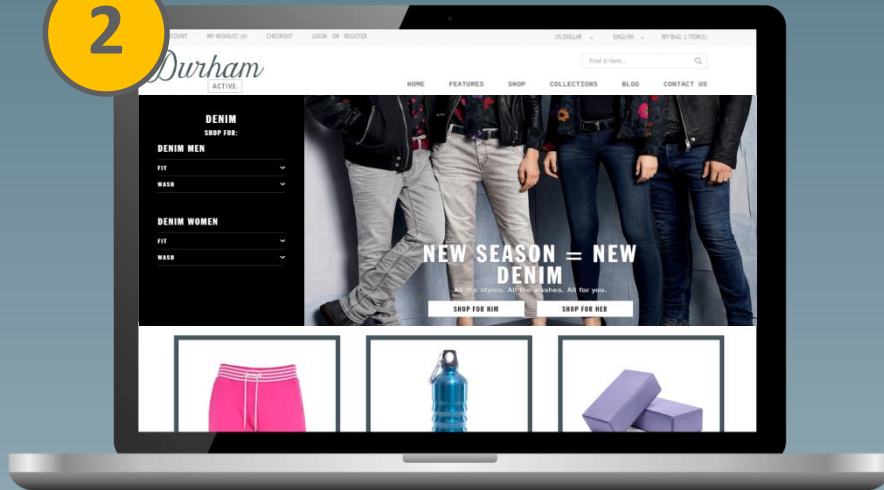 2
COUNT MY WISHLIST (0) CHECKOUT LOGIN OR REGISTER US DOLLAR ENGLISH MY BAG: 2 ITEM(S)
Durham
ACTIVE
Find it here...
HOME FEATURES SHOP COLLECTIONS BLOG CONTACT US
DENIM
SHOP FOR:
DENIM MEN
FIT
WASH
DENIM WOMEN
FIT
WASH
NEW SEASON = NEW
DENIM
All the styles. All the washes. All for you.
SHOP FOR HIM SHOP FOR HER